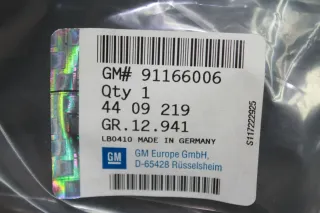 GM# 91166006
Qty 1
44 09 219
GR.12.941
LB0410 MADE IN GERMANY
GM
GM Europe GmbH,
D-65428 Rüsselsheim
S117222925